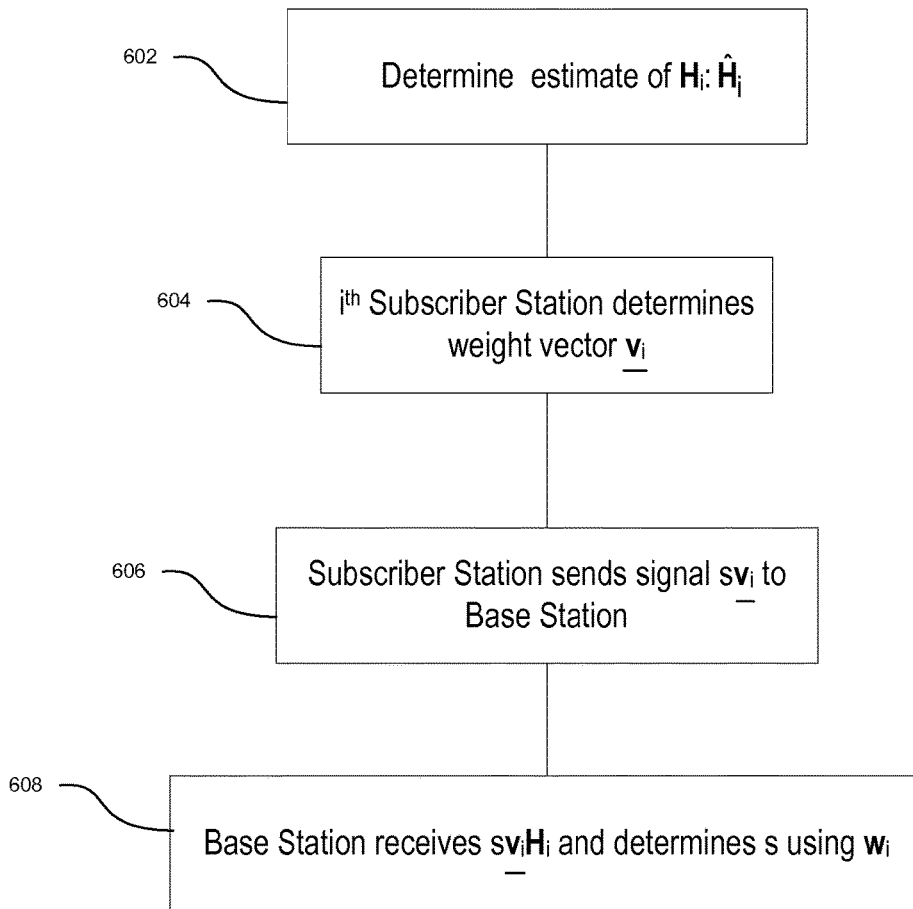 602
Determine estimate of Hᵢ: Ĥᵢ
604
iᵗʰ Subscriber Station determines
weight vector vᵢ
606
Subscriber Station sends signal svᵢ to
Base Station
608
Base Station receives svᵢHᵢ and determines s using wᵢ